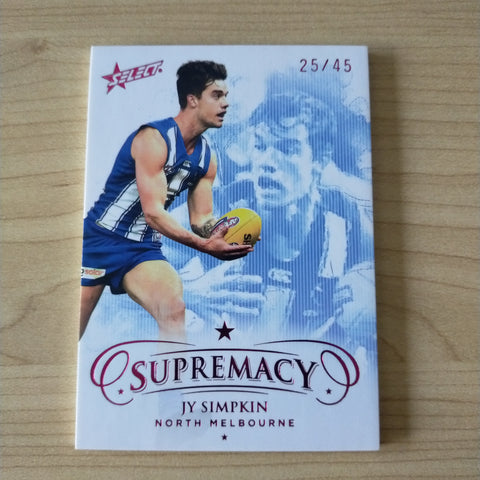 SELECT
25/45
SUPREMACY
JY SIMPKIN
NORTH MELBOURNE